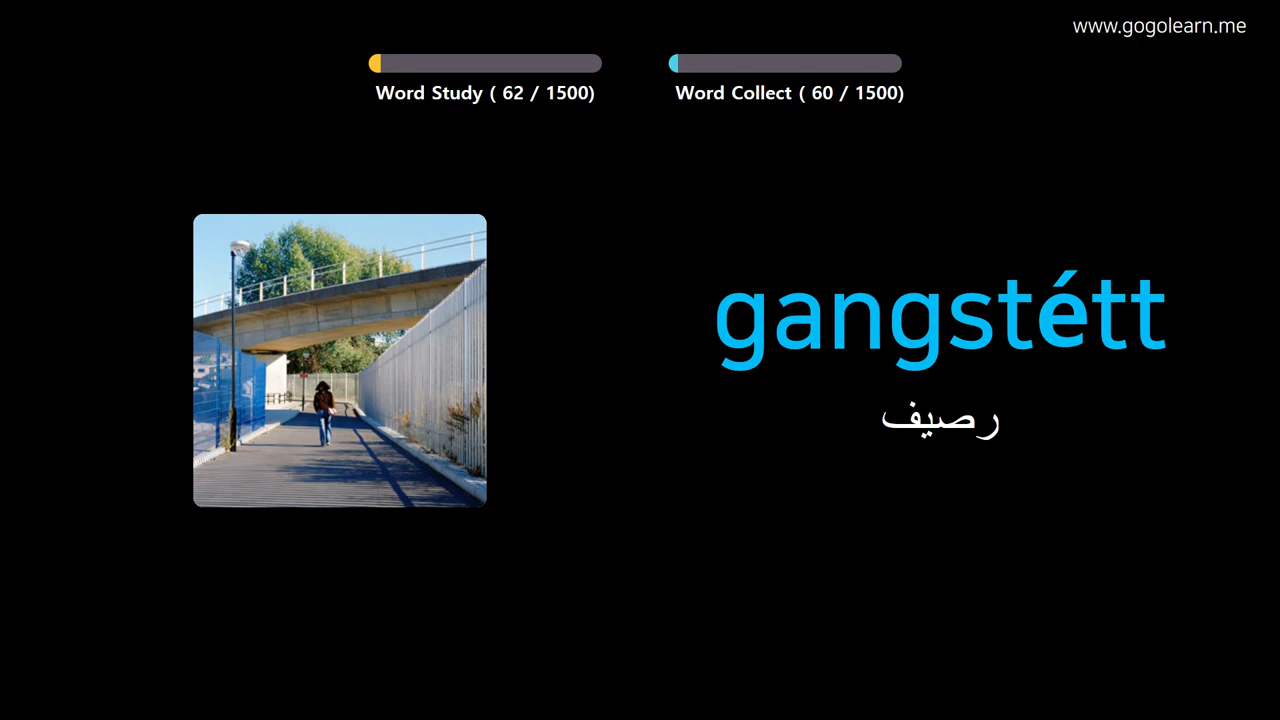 www.gogolearn.me
Word Study ( 62 / 1500)
Word Collect ( 60 / 1500)
gangstétt
رصيف